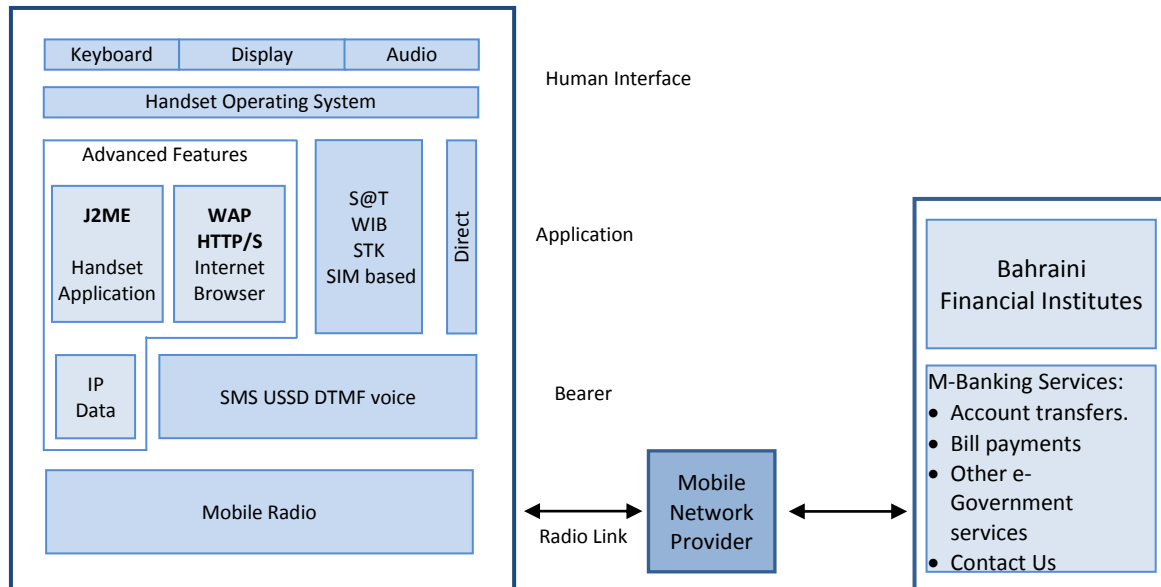 Keyboard
Display
Audio
Human Interface
Handset Operating System
Advanced Features
J2ME
Handset
Application
WAP
HTTP/S
Internet
Browser
S@T
WIB
STK
SIM based
Direct
Application
IP
Data
SMS USSD DTMF voice
Bearer
Mobile Radio
Radio Link
Mobile
Network
Provider
Bahraini
Financial Institutes
M-Banking Services:
• Account transfers.
• Bill payments
• Other e-
Government
services
• Contact Us